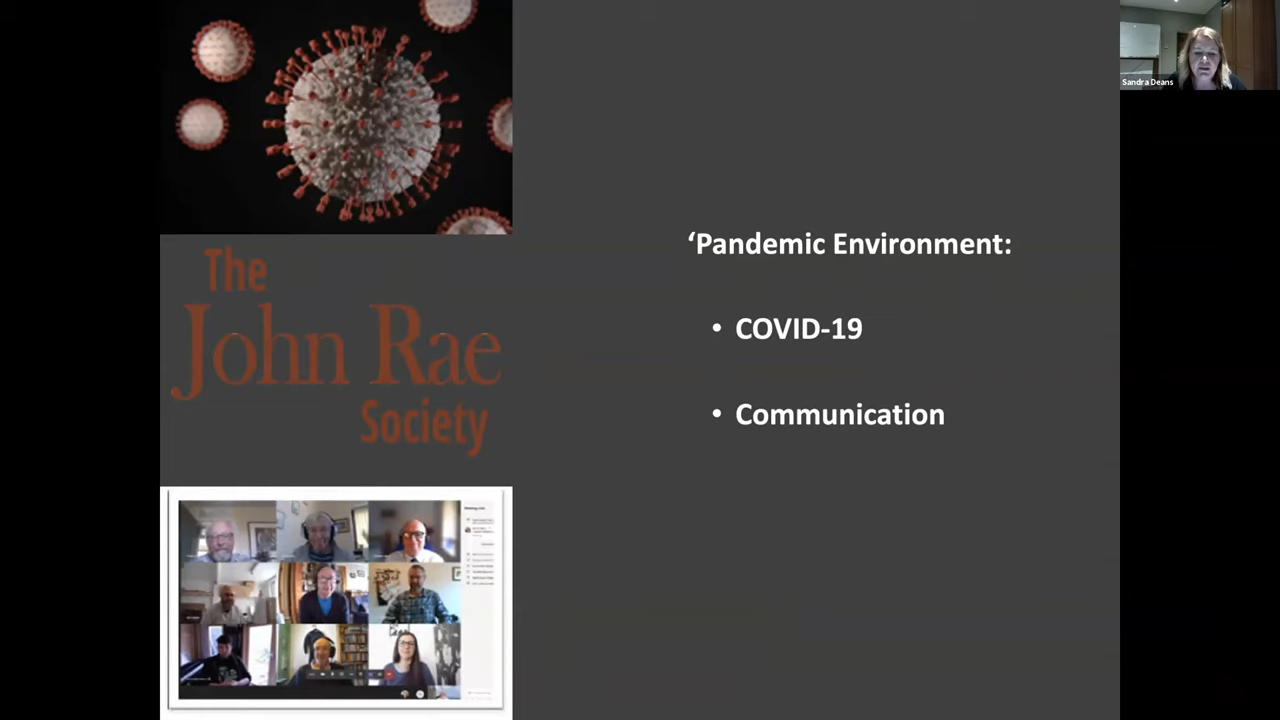 Sandra Deans
‘Pandemic Environment:
• COVID-19
• Communication
The
John Rae
Society